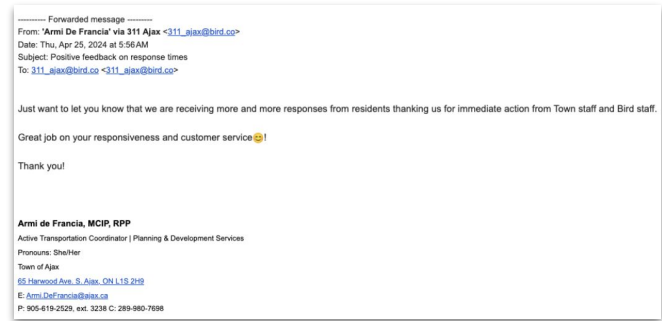 ---------- Forwarded message ---------
From: 'Armi De Francia' via 311 Ajax <311_ajax@bird.co>
Date: Thu, Apr 25, 2024 at 5:56 AM
Subject: Positive feedback on response times
To: 311_ajax@bird.co <311_ajax@bird.co>
Just want to let you know that we are receiving more and more responses from residents thanking us for immediate action from Town staff and Bird staff.
Great job on your responsiveness and customer service😊!
Thank you!
Armi de Francia, MCIP, RPP
Active Transportation Coordinator | Planning & Development Services
Pronouns: She/Her
Town of Ajax
65 Harwood Ave. S. Ajax, ON L1S 2H9
E: Armi.DeFrancia@ajax.ca
P: 905-619-2529, ext. 3238 C: 289-980-7698